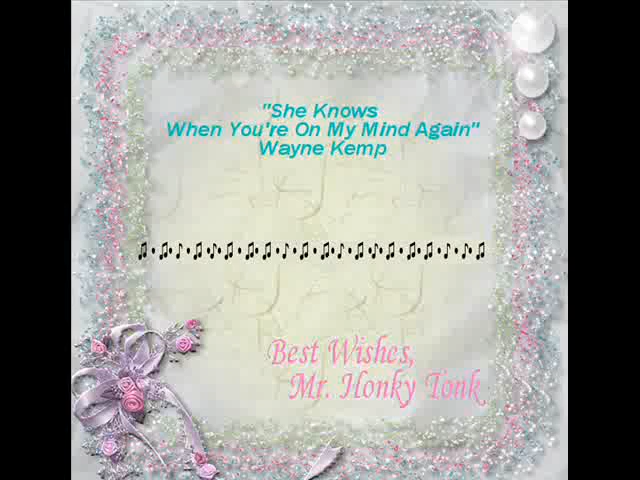 "She Knows
When You're On My Mind Again"
Wayne Kemp
Best Wishes,
Mr. Honky Tonk